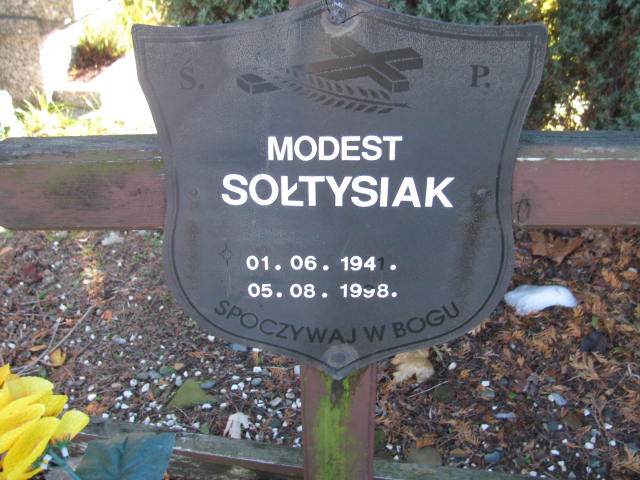 Ś. P.
MODEST
SOŁTYSIAK
01. 06. 1941.
05. 08. 1998.
SPOCZYWAJ W BOGU